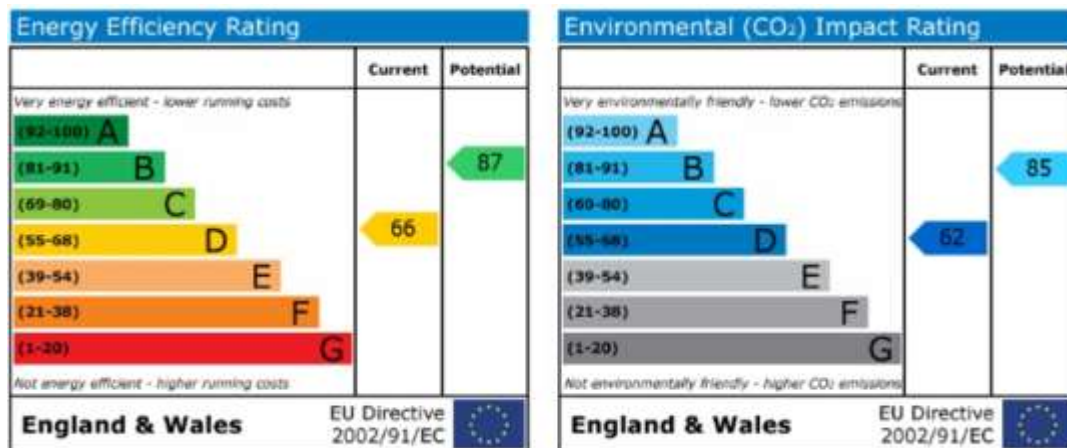 Energy Efficiency Rating
Current Potential
Very energy efficient - lower running costs
(92-100) A
(81-91) B
87
(69-80) C
(55-68) D
66
(39-54) E
(21-38) F
(1-20) G
Not energy efficient - higher running costs
England & Wales
EU Directive
2002/91/EC
Environmental (CO₂) Impact Rating
Current Potential
Very environmentally friendly - lower CO₂ emissions
(92-100) A
(81-91) B
85
(69-80) C
(55-68) D
62
(39-54) E
(21-38) F
(1-20) G
Not environmentally friendly - higher CO₂ emissions
England & Wales
EU Directive
2002/91/EC